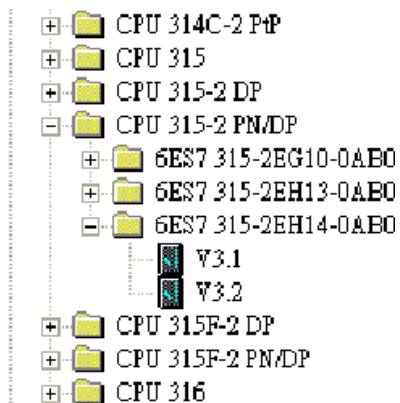 CPU 314C-2 PtP
CPU 315
CPU 315-2 DP
CPU 315-2 PN/DP
6ES7 315-2EG10-0AB0
6ES7 315-2EH13-0AB0
6ES7 315-2EH14-0AB0
V3.1
V3.2
CPU 315F-2 DP
CPU 315F-2 PN/DP
CPU 316